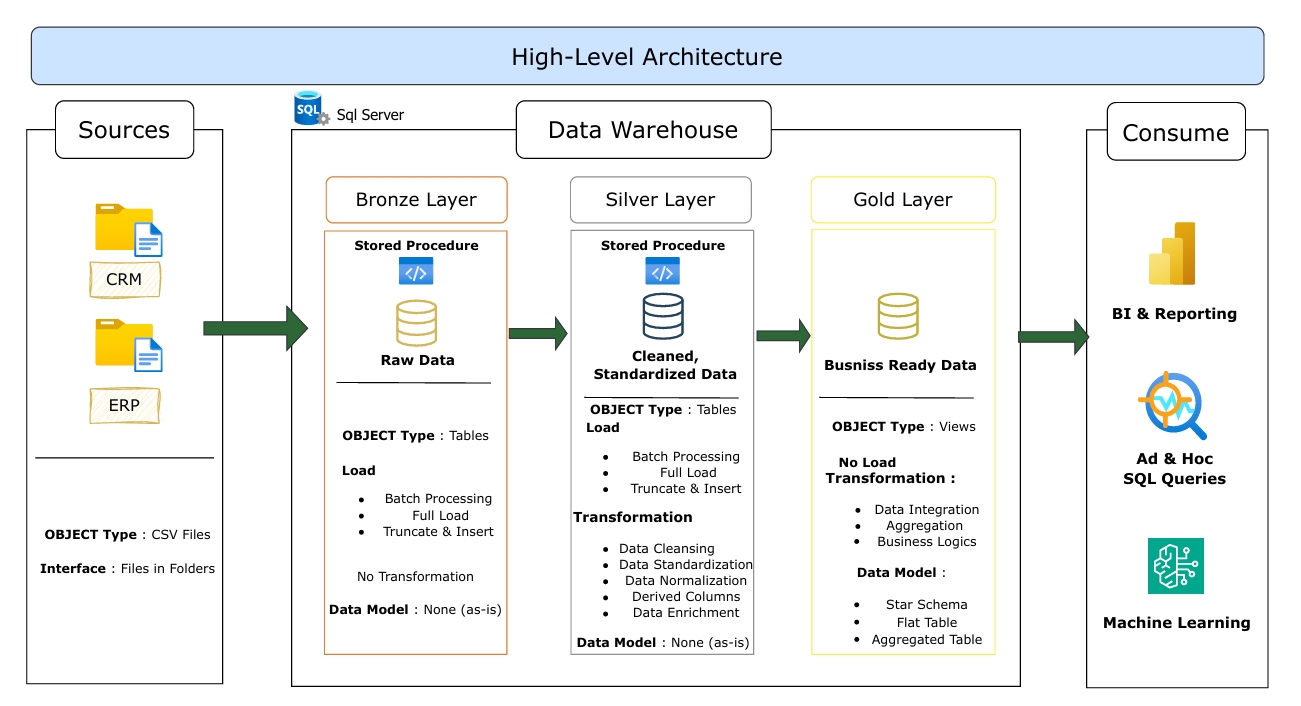 High-Level Architecture
Sources
CRM
ERP
OBJECT Type : CSV Files
Interface : Files in Folders
SQL
Sql Server
Data Warehouse
Bronze Layer
Stored Procedure
</>
Raw Data
OBJECT Type : Tables
Load
• Batch Processing
• Full Load
• Truncate & Insert
No Transformation
Data Model : None (as-is)
Silver Layer
Stored Procedure
</>
Cleaned,
Standardized Data
OBJECT Type : Tables
Load
• Batch Processing
• Full Load
• Truncate & Insert
Transformation
• Data Cleansing
• Data Standardization
• Data Normalization
• Derived Columns
• Data Enrichment
Data Model : None (as-is)
Gold Layer
Busniss Ready Data
OBJECT Type : Views
No Load
Transformation :
• Data Integration
• Aggregation
• Business Logics
Data Model :
• Star Schema
• Flat Table
• Aggregated Table
Consume
BI & Reporting
Ad & Hoc
SQL Queries
Machine Learning